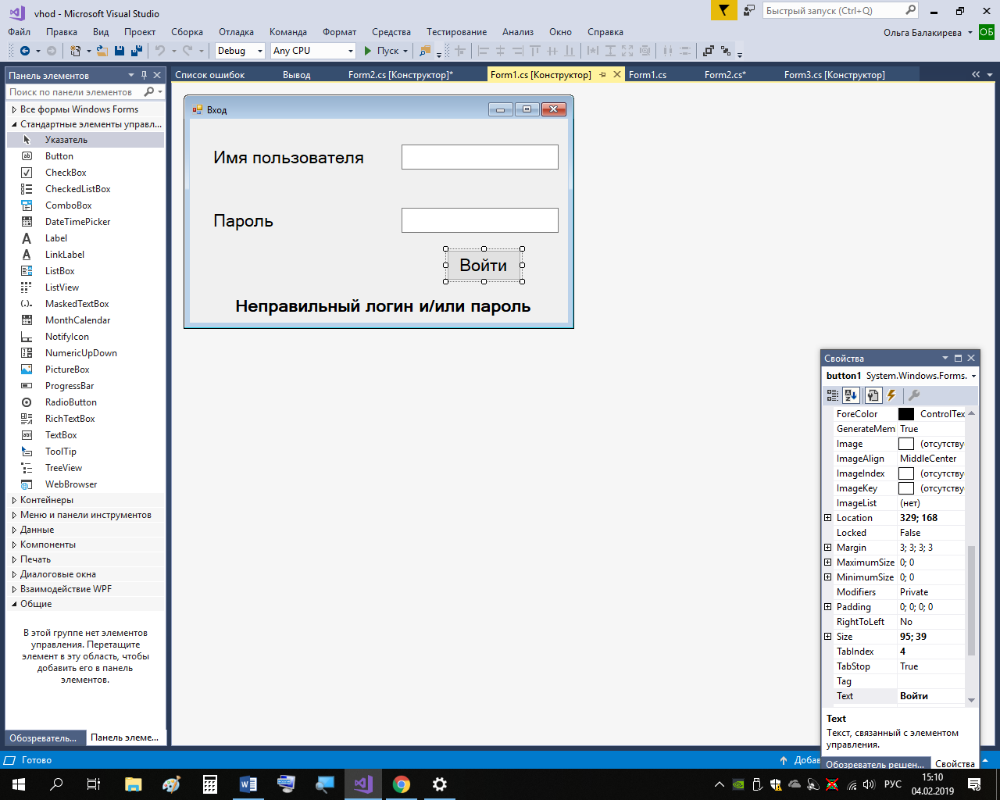 vhod - Microsoft Visual Studio
Быстрый запуск (Ctrl+Q)
Файл Правка Вид Проект Сборка Отладка Команда Формат Средства Тестирование Анализ Окно Справка
Ольга Балакирева ОБ
Debug Any CPU Пуск
Панель элементов
Поиск по панели элементов
Все формы Windows Forms
Стандартные элементы управл...
Указатель
Button
CheckBox
CheckedListBox
ComboBox
DateTimePicker
Label
LinkLabel
ListBox
ListView
MaskedTextBox
MonthCalendar
NotifyIcon
NumericUpDown
PictureBox
ProgressBar
RadioButton
RichTextBox
TextBox
ToolTip
TreeView
WebBrowser
Контейнеры
Меню и панели инструментов
Данные
Компоненты
Печать
Диалоговые окна
Взаимодействие WPF
Общие
В этой группе нет элементов
управления. Перетащите
элемент в эту область, чтобы
добавить его в панель
элементов.
Обозреватель... Панель элеме...
Список ошибок Вывод Form2.cs [Конструктор]* Form1.cs [Конструктор] Form1.cs Form2.cs* Form3.cs [Конструктор]
Вход
Имя пользователя
Пароль
Войти
Неправильный логин и/или пароль
Свойства
button1 System.Windows.Forms.
ForeColor ControlTex
GenerateMem True
Image (отсутству
ImageAlign MiddleCenter
ImageIndex (отсутству
ImageKey (отсутству
ImageList (нет)
Location 329; 168
Locked False
Margin 3; 3; 3; 3
MaximumSize 0; 0
MinimumSize 0; 0
Modifiers Private
Padding 0; 0; 0; 0
RightToLeft No
Size 95; 39
TabIndex 4
TabStop True
Tag
Text Войти
Text
Текст, связанный с элементом
управления.
Обозреватель решен... Свойства
Готово
Добав
РУС
15:10
04.02.2019